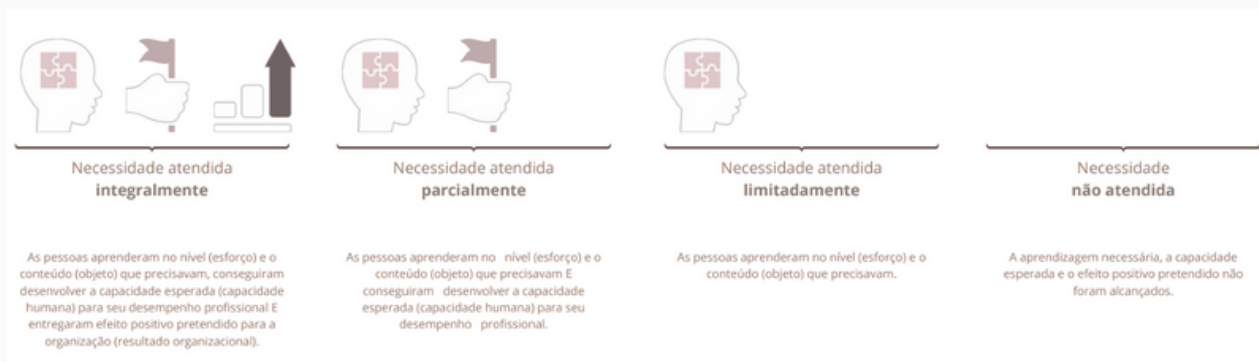 Necessidade atendida
integralmente
As pessoas aprenderam no nível (esforço) e o
conteúdo (objeto) que precisavam, conseguiram
desenvolver a capacidade esperada (capacidade
humana) para seu desempenho profissional E
entregaram efeito positivo pretendido para a
organização (resultado organizacional).
Necessidade atendida
parcialmente
As pessoas aprenderam no nível (esforço) e o
conteúdo (objeto) que precisavam E
conseguiram desenvolver a capacidade
esperada (capacidade humana) para seu
desempenho profissional.
Necessidade atendida
limitadamente
As pessoas aprenderam no nível (esforço) e o
conteúdo (objeto) que precisavam.
Necessidade
não atendida
A aprendizagem necessária, a capacidade
esperada e o efeito positivo pretendido não
foram alcançados.